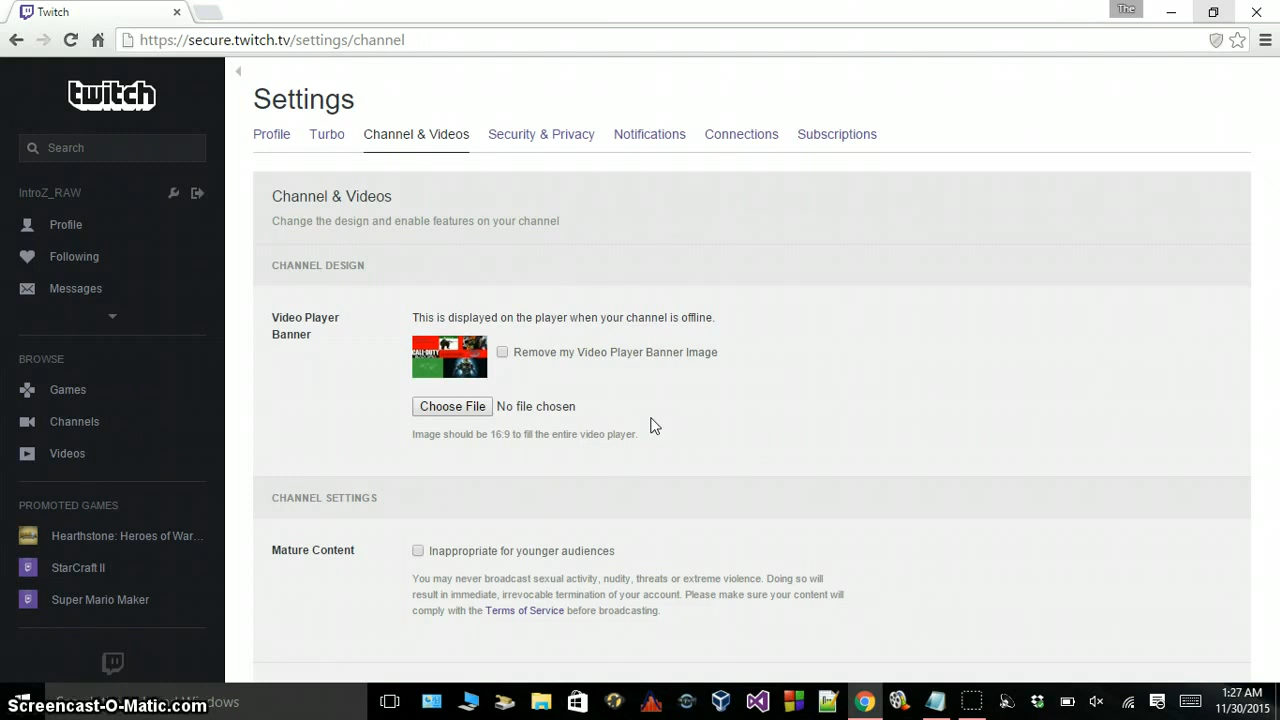 Twitch
The
https://secure.twitch.tv/settings/channel
twitch
Search
IntroZ_RAW
Profile
Following
Messages
BROWSE
Games
Channels
Videos
PROMOTED GAMES
Hearthstone: Heroes of War...
StarCraft II
Super Mario Maker
Settings
Profile
Turbo
Channel & Videos
Security & Privacy
Notifications
Connections
Subscriptions
Channel & Videos
Change the design and enable features on your channel
CHANNEL DESIGN
Video Player
Banner
This is displayed on the player when your channel is offline.
CALL OF DUTY
Remove my Video Player Banner Image
Choose File
No file chosen
Image should be 16:9 to fill the entire video player.
CHANNEL SETTINGS
Mature Content
Inappropriate for younger audiences
You may never broadcast sexual activity, nudity, threats or extreme violence. Doing so will
result in immediate, irrevocable termination of your account. Please make sure your content will
comply with the Terms of Service before broadcasting.
Windows
Screencast-O-Matic.com
1:27 AM
11/30/2015